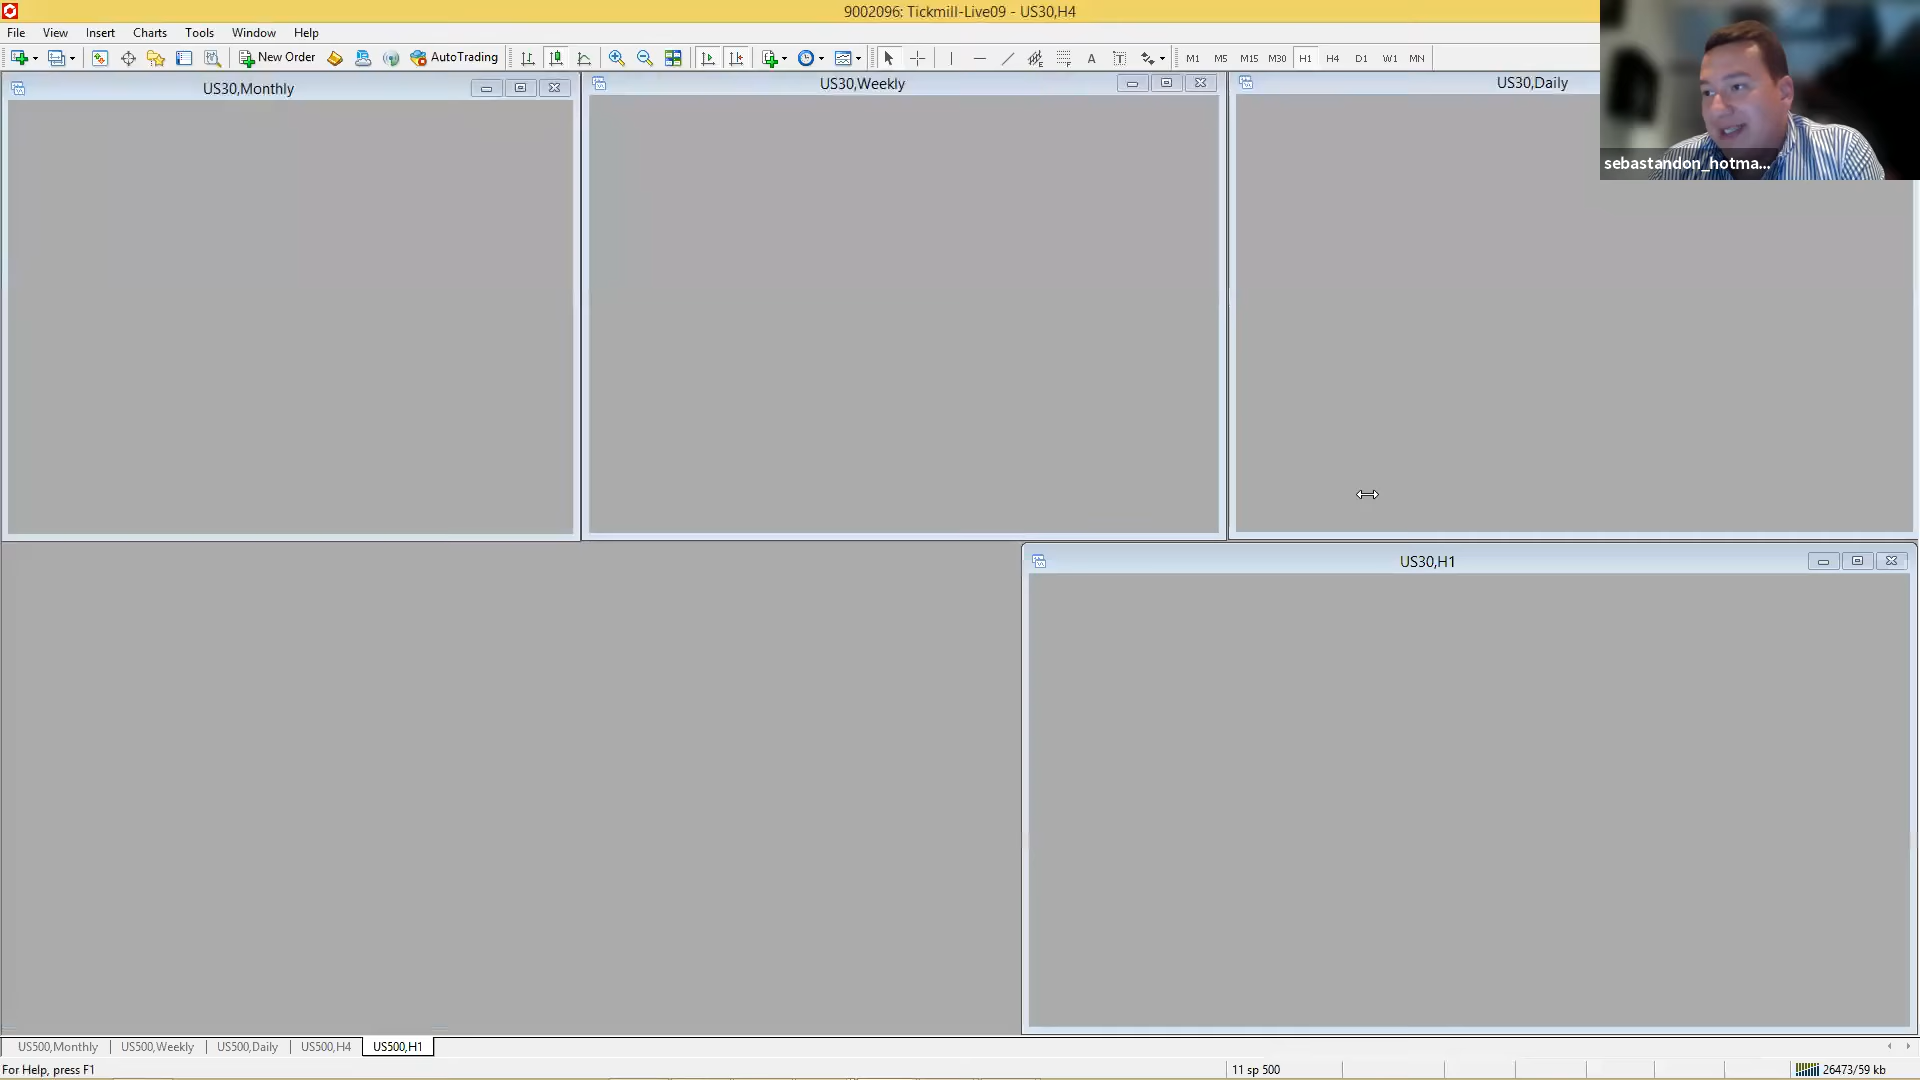 9002096: Tickmill-Live09 - US30,H4
File View Insert Charts Tools Window Help
New Order AutoTrading A T M1 M5 M15 M30 H1 H4 D1 W1 MN
US30,Monthly
US30,Weekly
US30,Daily
sebastandon_hotma...
US30,H1
US500,Monthly US500,Weekly US500,Daily US500,H4 US500,H1
For Help, press F1
11 sp 500
26473/59 kb